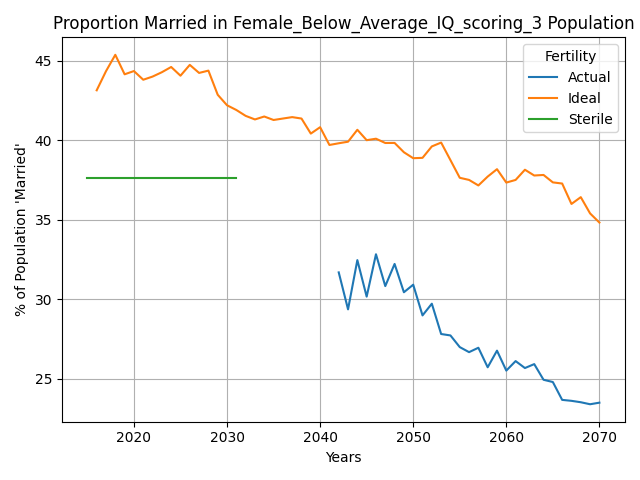 Proportion Married in Female_Below_Average_IQ_scoring_3 Population
% of Population 'Married'
45
40
35
30
25
Fertility
Actual
Ideal
Sterile
2020 2030 2040 2050 2060 2070
Years